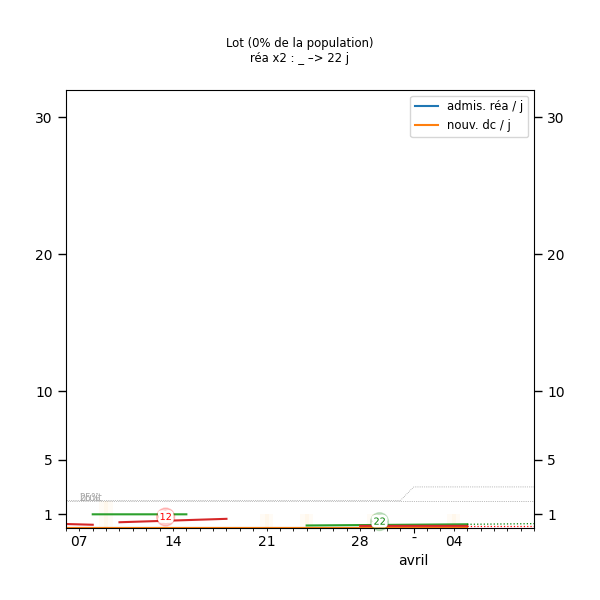 Lot (0% de la population)
réa x2 : _ –> 22 j
admis. réa / j
nouv. dc / j
30 30
20 20
10 10
5 5
1 1
12
22
07 14 21 28 - 04
avril